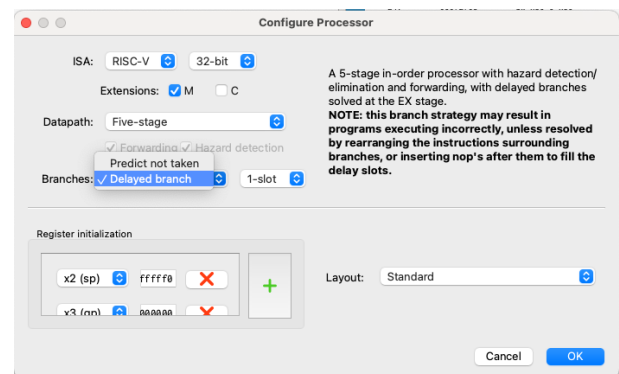 Configure Processor
ISA: RISC-V 32-bit
Extensions: M C
Datapath: Five-stage
Forwarding Hazard detection
Predict not taken
Branches: ✓ Delayed branch 1-slot
A 5-stage in-order processor with hazard detection/
elimination and forwarding, with delayed branches
solved at the EX stage.
NOTE: this branch strategy may result in
programs executing incorrectly, unless resolved
by rearranging the instructions surrounding
branches, or inserting nop's after them to fill the
delay slots.
Register initialization
x2 (sp) fffff0
x3 (gp) 000000
Layout: Standard
Cancel OK